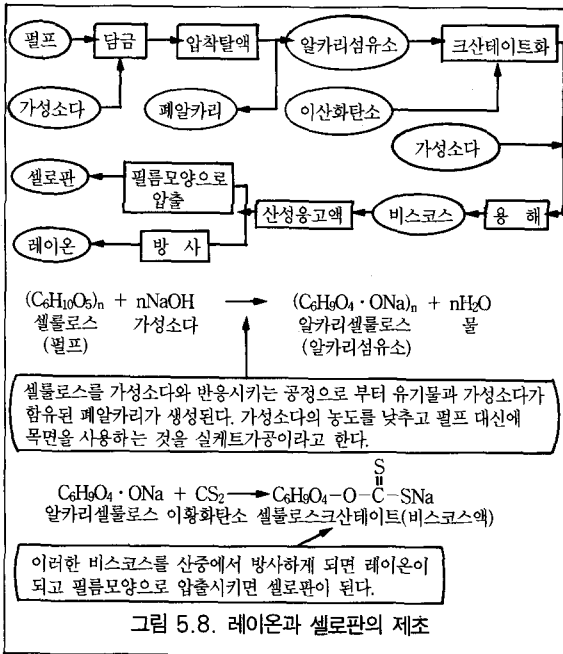 펄프
담금
압착탈액
알카리섬유소
크산테이트화
가성소다
폐알카리
이산화탄소
가성소다
셀로판
필름모양으로
압출
산성응고액
비스코스
용 해
레이온
방 사
(C₆H₁₀O₅)ₙ + nNaOH → (C₆H₉O₄・ONa)ₙ + nH₂O
셀룰로스 가성소다 알카리셀룰로스 물
(펄프) (알카리섬유소)
셀룰로스를 가성소다와 반응시키는 공정으로 부터 유기물과 가성소다가
함유된 폐알카리가 생성된다. 가성소다의 농도를 낮추고 펄프 대신에
목면을 사용하는 것을 실케트가공이라고 한다.
S
C₆H₉O₄・ONa + CS₂ → C₆H₉O₄–O–C–SNa
알카리셀룰로스 이황화탄소 셀룰로스크산테이트(비스코스액)
이러한 비스코스를 산중에서 방사하게 되면 레이온이
되고 필름모양으로 압출시키면 셀로판이 된다.
그림 5.8. 레이온과 셀로판의 제초